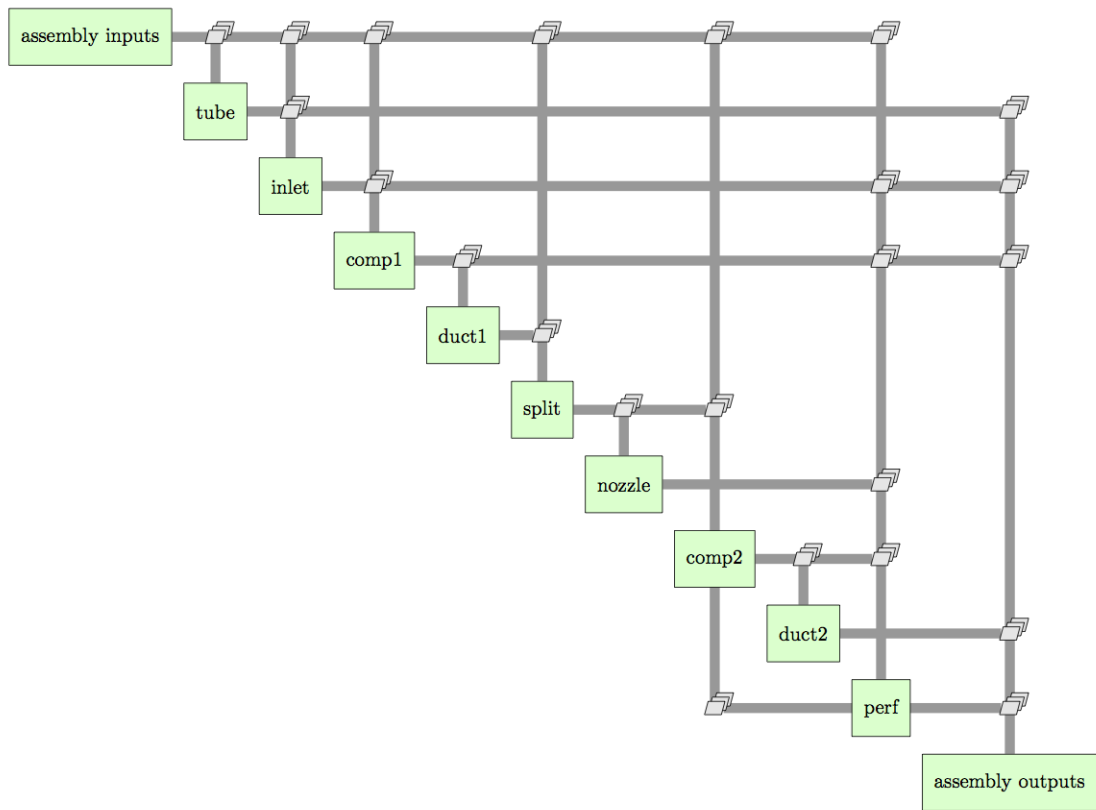 assembly inputs
tube
inlet
comp1
duct1
split
nozzle
comp2
duct2
perf
assembly outputs